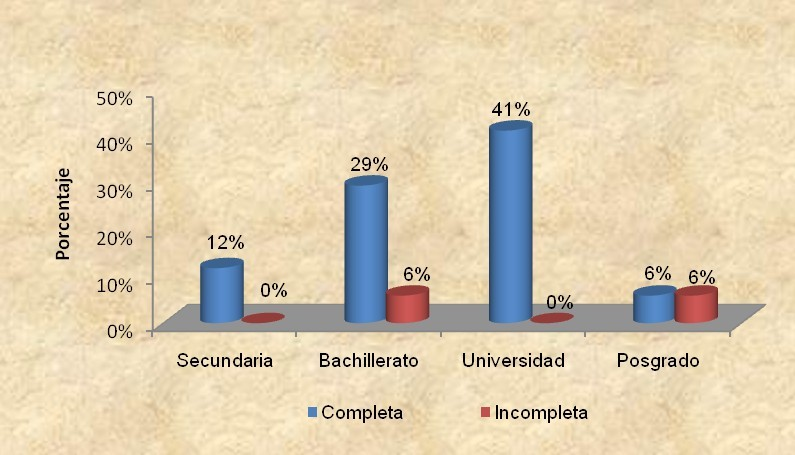 50%
41%
40%
29%
30%
Porcentaje
20%
12%
10%
0%
6%
0%
6%
6%
0%
Secundaria
Bachillerato
Universidad
Posgrado
Completa
Incompleta